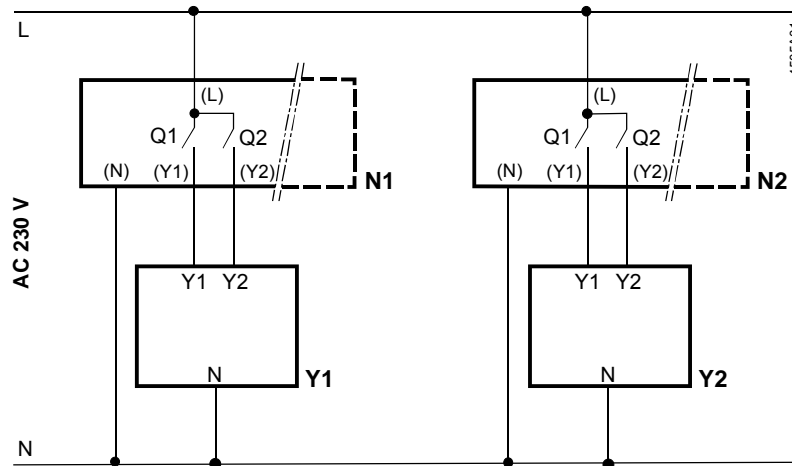 L
(L)
Q1 Q2
(N) (Y1) (Y2)
N1
Y1 Y2
N
Y1
(L)
Q1 Q2
(N) (Y1) (Y2)
N2
Y1 Y2
N
Y2
AC 230 V
N